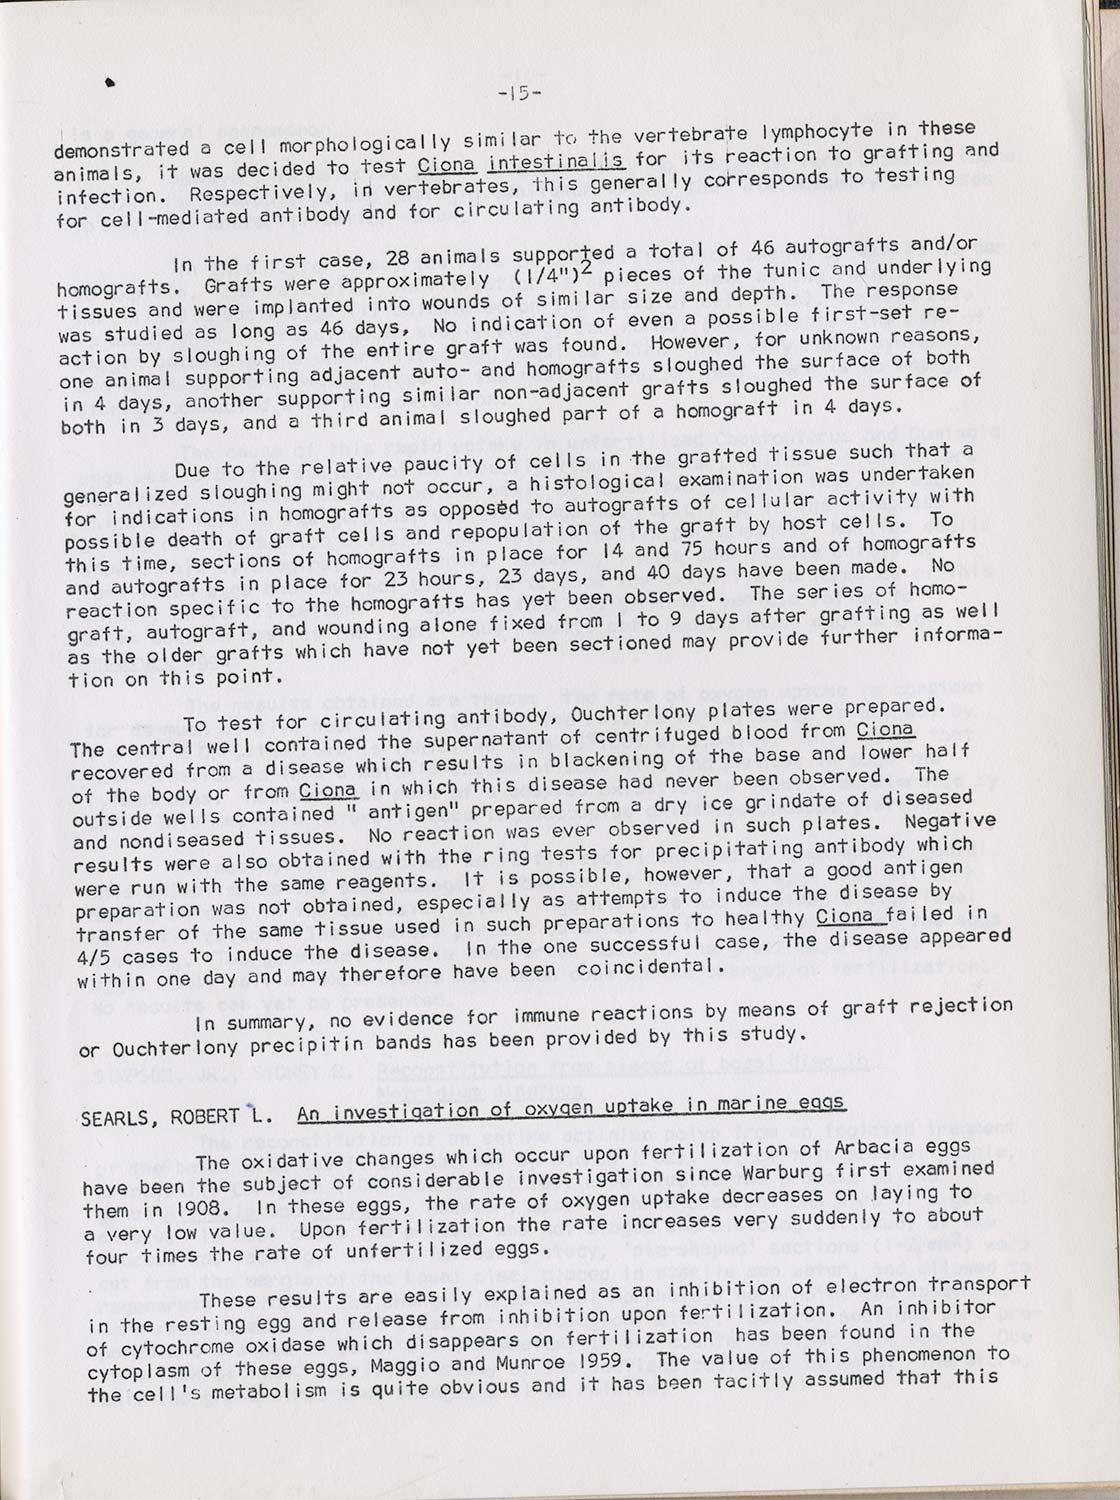 -15-
demonstrated a cell morphologically similar to the vertebrate lymphocyte in these
animals, it was decided to test Ciona intestinalis for its reaction to grafting and
infection. Respectively, in vertebrates, this generally corresponds to testing
for cell-mediated antibody and for circulating antibody.
In the first case, 28 animals supported a total of 46 autografts and/or
homografts. Grafts were approximately (1/4")2 pieces of the tunic and underlying
tissues and were implanted into wounds of similar size and depth. The response
was studied as long as 46 days, No indication of even a possible first-set re-
action by sloughing of the entire graft was found. However, for unknown reasons,
one animal supporting adjacent auto- and homografts sloughed the surface of both
in 4 days, another supporting similar non-adjacent grafts sloughed the surface of
both in 3 days, and a third animal sloughed part of a homograft in 4 days.
Due to the relative paucity of cells in the grafted tissue such that a
generalized sloughing might not occur, a histological examination was undertaken
for indications in homografts as opposed to autografts of cellular activity with
possible death of graft cells and repopulation of the graft by host cells. To
this time, sections of homografts in place for 14 and 75 hours and of homografts
and autografts in place for 23 hours, 23 days, and 40 days have been made. No
reaction specific to the homografts has yet been observed. The series of homo-
graft, autograft, and wounding alone fixed from 1 to 9 days after grafting as well
as the older grafts which have not yet been sectioned may provide further informa-
tion on this point.
To test for circulating antibody, Ouchterlony plates were prepared.
The central well contained the supernatant of centrifuged blood from Ciona
recovered from a disease which results in blackening of the base and lower half
of the body or from Ciona in which this disease had never been observed. The
outside wells contained " antigen" prepared from a dry ice grindate of diseased
and nondiseased tissues. No reaction was ever observed in such plates. Negative
results were also obtained with the ring tests for precipitating antibody which
were run with the same reagents. It is possible, however, that a good antigen
preparation was not obtained, especially as attempts to induce the disease by
transfer of the same tissue used in such preparations to healthy Ciona failed in
4/5 cases to induce the disease. In the one successful case, the disease appeared
within one day and may therefore have been coincidental.
In summary, no evidence for immune reactions by means of graft rejection
or Ouchterlony precipitin bands has been provided by this study.
SEARLS, ROBERT L. An investigation of oxygen uptake in marine eggs
The oxidative changes which occur upon fertilization of Arbacia eggs
have been the subject of considerable investigation since Warburg first examined
them in 1908. In these eggs, the rate of oxygen uptake decreases on laying to
a very low value. Upon fertilization the rate increases very suddenly to about
four times the rate of unfertilized eggs.
These results are easily explained as an inhibition of electron transport
in the resting egg and release from inhibition upon fertilization. An inhibitor
of cytochrome oxidase which disappears on fertilization has been found in the
cytoplasm of these eggs, Maggio and Munroe 1959. The value of this phenomenon to
the cell's metabolism is quite obvious and it has been tacitly assumed that this